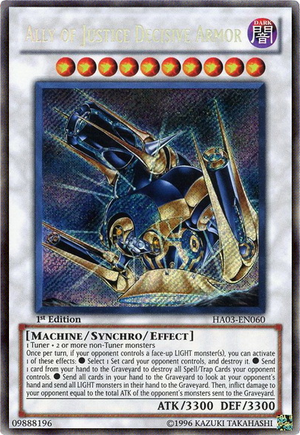 Ally of Justice Decisive Armor
DARK
闇
1st Edition
HA03-EN060
[Machine/Synchro/Effect]
1 Tuner + 2 or more non-Tuner monsters
Once per turn, if your opponent controls a face-up LIGHT monster(s), you can activate
1 of these effects: ● Select 1 Set card your opponent controls, and destroy it. ● Send
1 card from your hand to the Graveyard to destroy all Spell/Trap Cards your opponent
controls. ● Send all cards in your hand to the Graveyard to look at your opponent's
hand and send all LIGHT monsters in their hand to the Graveyard. Then, inflict damage to
your opponent equal to the total ATK of the opponent's monsters sent to the Graveyard.
ATK/3300 DEF/3300
09888196
©1996 KAZUKI TAKAHASHI